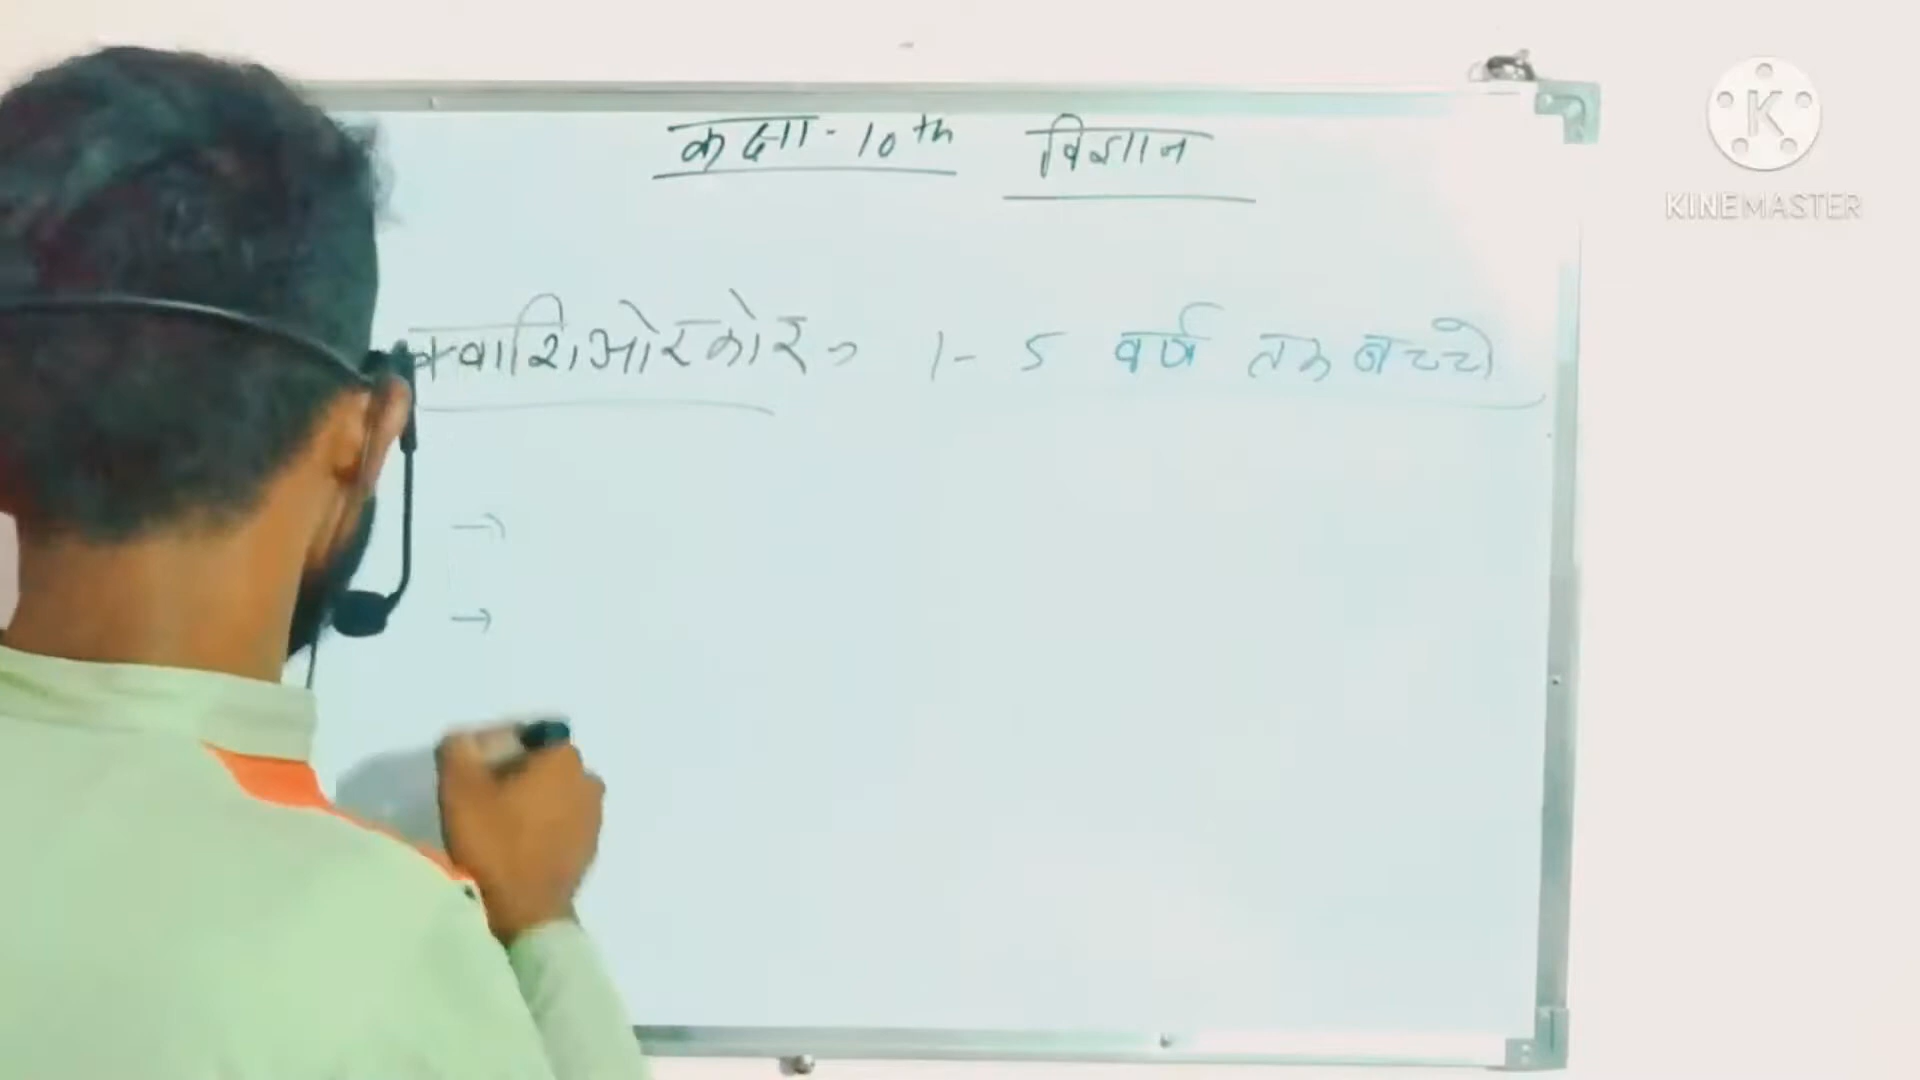 कक्षा - 10th विज्ञान
क्वाशिओरकोर → 1 - 5 वर्ष तक बच्चे
→
→
K
KINEMASTER